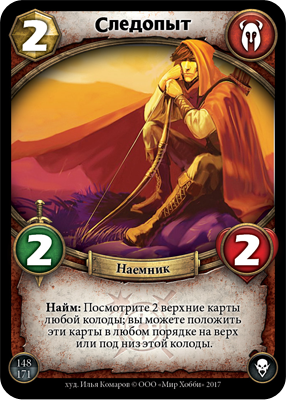 2
Следопыт
2
Наемник
2
Найм: Посмотрите 2 верхние карты
любой колоды; вы можете положить
эти карты в любом порядке на верх
или под низ этой колоды.
148
171
худ. Илья Комаров © ООО «Мир Хобби» 2017